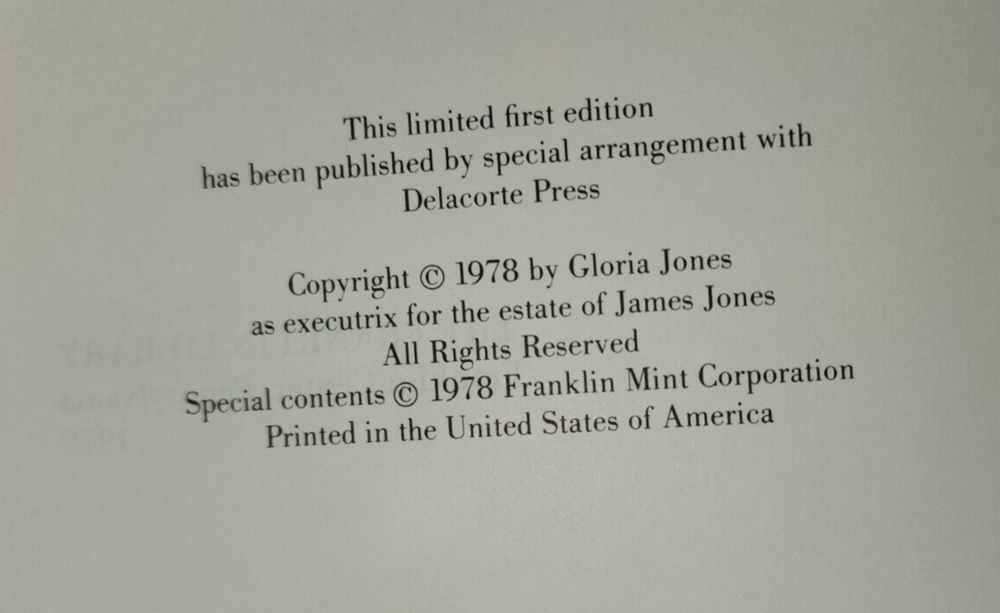 This limited first edition
has been published by special arrangement with
Delacorte Press
Copyright © 1978 by Gloria Jones
as executrix for the estate of James Jones
All Rights Reserved
Special contents © 1978 Franklin Mint Corporation
Printed in the United States of America